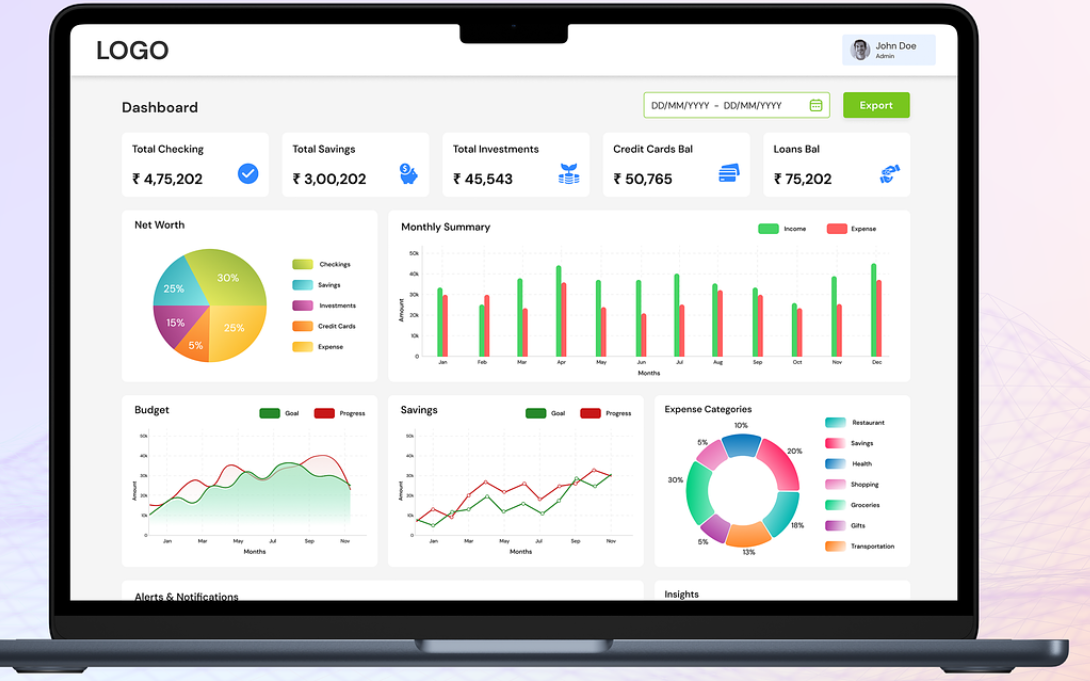 LOGO
John Doe
Admin
Dashboard
DD/MM/YYYY - DD/MM/YYYY
Export
Total Checking
₹ 4,75,202
Total Savings
₹ 3,00,202
Total Investments
₹ 45,543
Credit Cards Bal
₹ 50,765
Loans Bal
₹ 75,202
Net Worth
30%
25%
25%
15%
5%
Checkings
Savings
Investments
Credit Cards
Expense
Monthly Summary
Income
Expense
Amount
50k
40k
30k
20k
10k
0
Jan Feb Mar Apr May Jun Jul Aug Sep Oct Nov Dec
Months
Budget
Goal
Progress
Amount
50k
40k
30k
20k
10k
0
Jan Mar May Jul Sep Nov
Months
Savings
Goal
Progress
Amount
50k
40k
30k
20k
10k
0
Jan Mar May Jul Sep Nov
Months
Expense Categories
10%
5%
20%
30%
18%
5%
13%
Restaurant
Savings
Health
Shopping
Groceries
Gifts
Transportation
Alerts & Notifications
Insights